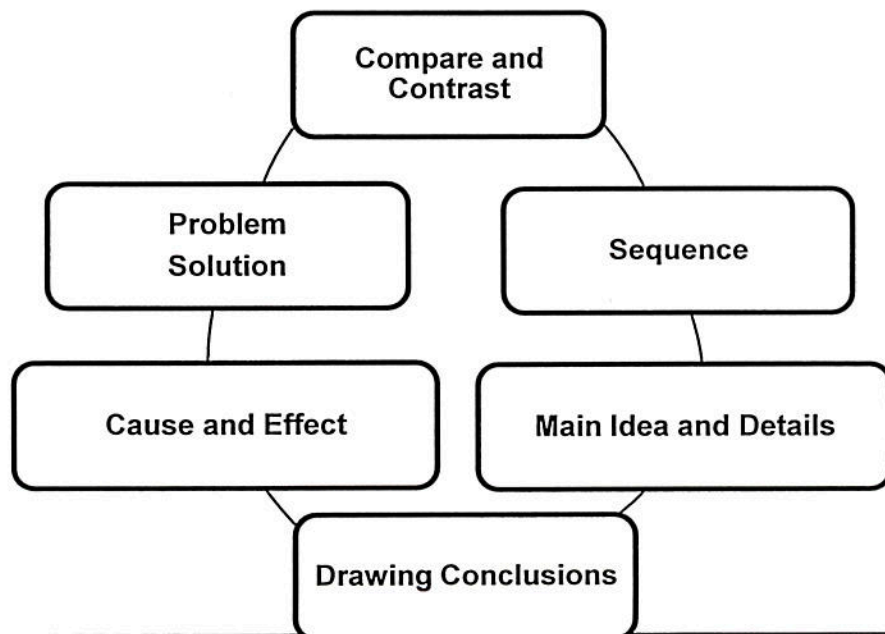 Compare and
Contrast
Problem
Solution
Sequence
Cause and Effect
Main Idea and Details
Drawing Conclusions